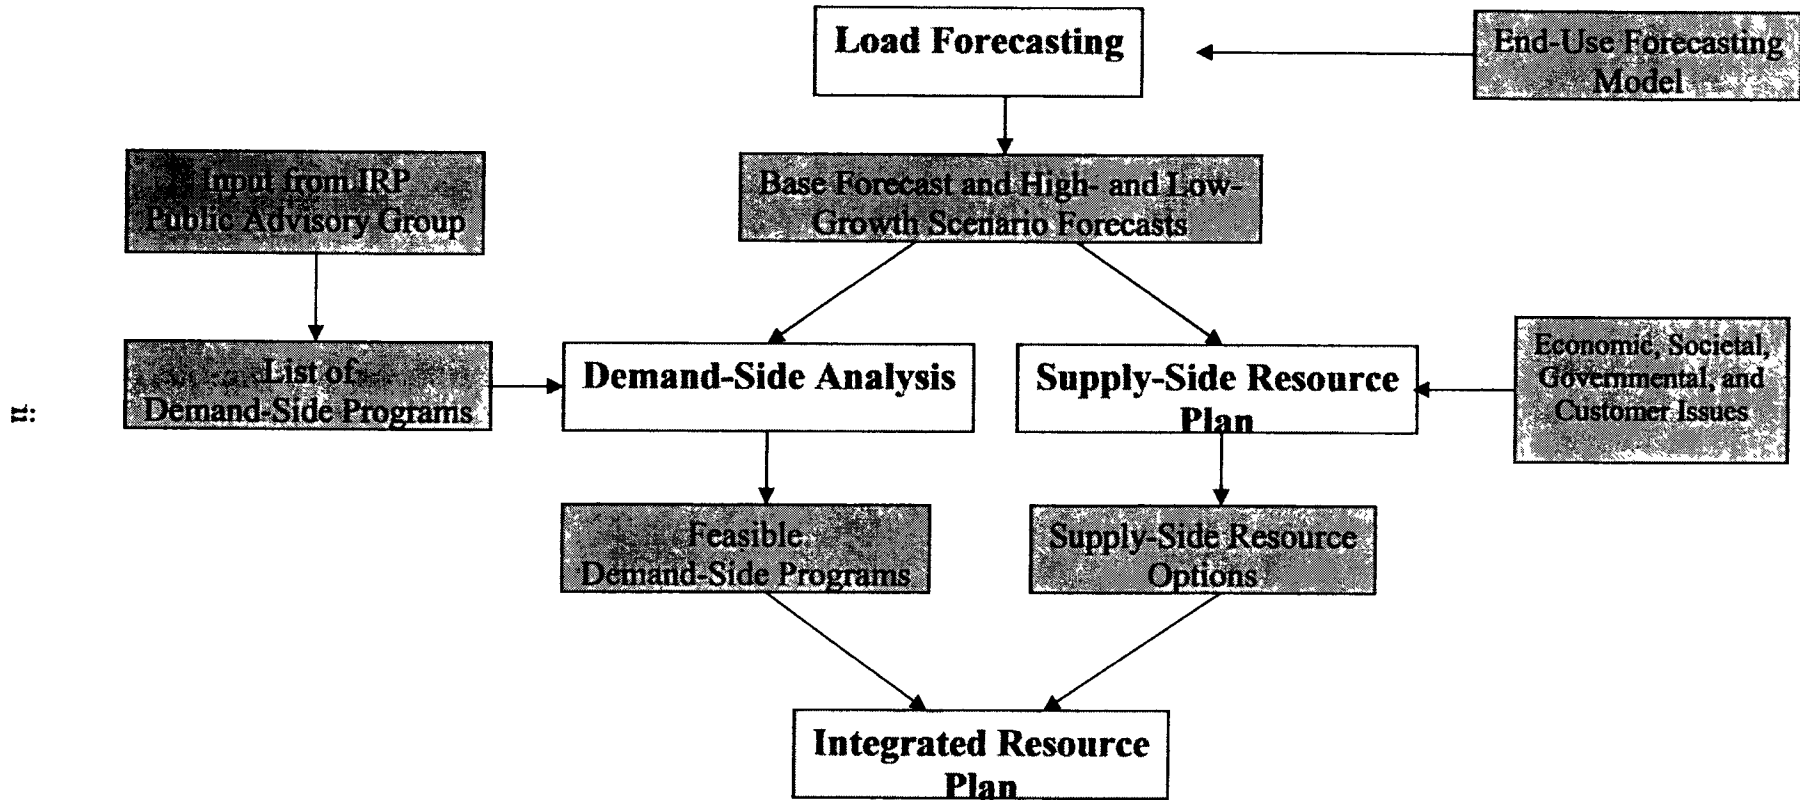 Load Forecasting
End-Use Forecasting
Model
Input from IRP
Public Advisory Group
Base Forecast and High- and Low-
Growth Scenario Forecasts
List of
Demand-Side Programs
Demand-Side Analysis
Supply-Side Resource
Plan
Economic, Societal,
Governmental, and
Customer Issues
Feasible
Demand-Side Programs
Supply-Side Resource
Options
Integrated Resource
Plan